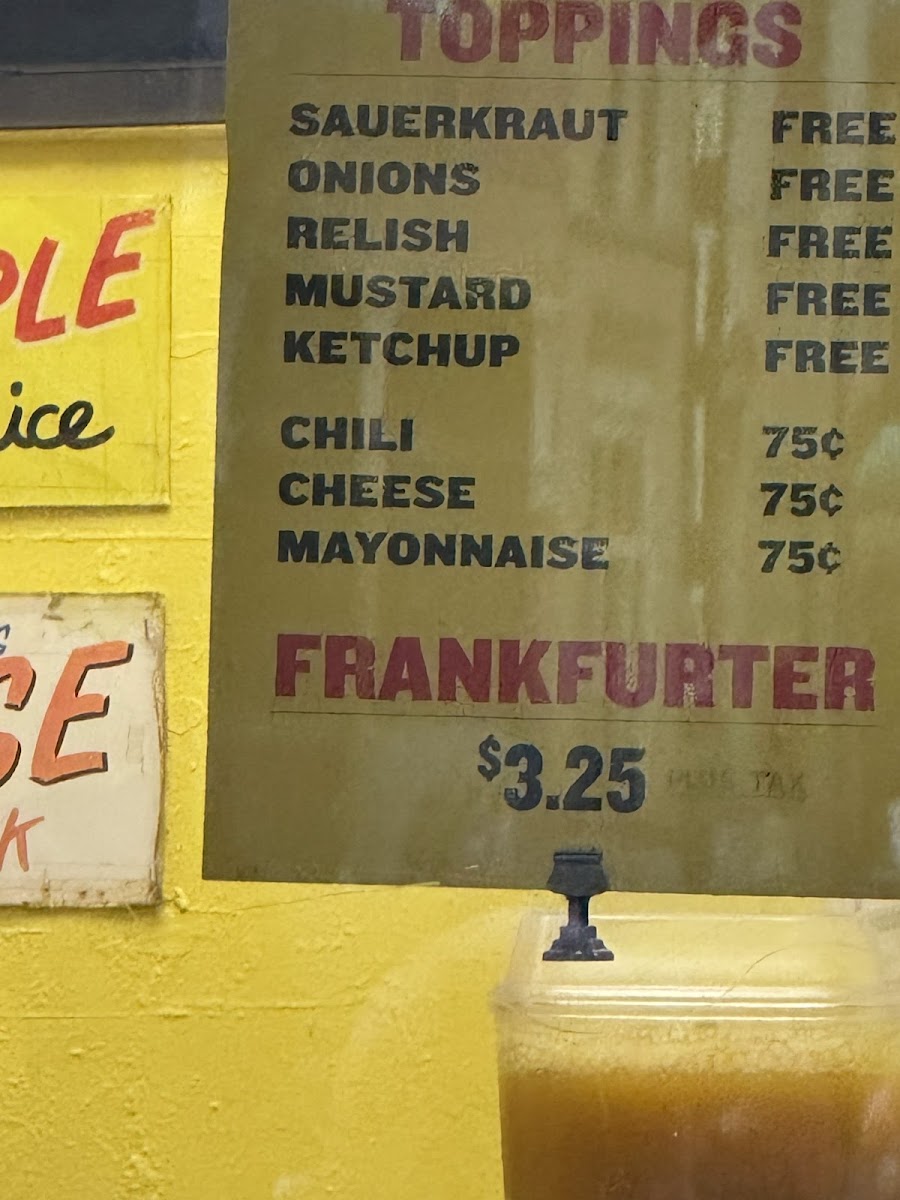 TOPPINGS
SAUERKRAUT FREE
ONIONS FREE
RELISH FREE
MUSTARD FREE
KETCHUP FREE
CHILI 75¢
CHEESE 75¢
MAYONNAISE 75¢
FRANKFURTER
$3.25 PLUS TAX
PLE
ice
SE
K